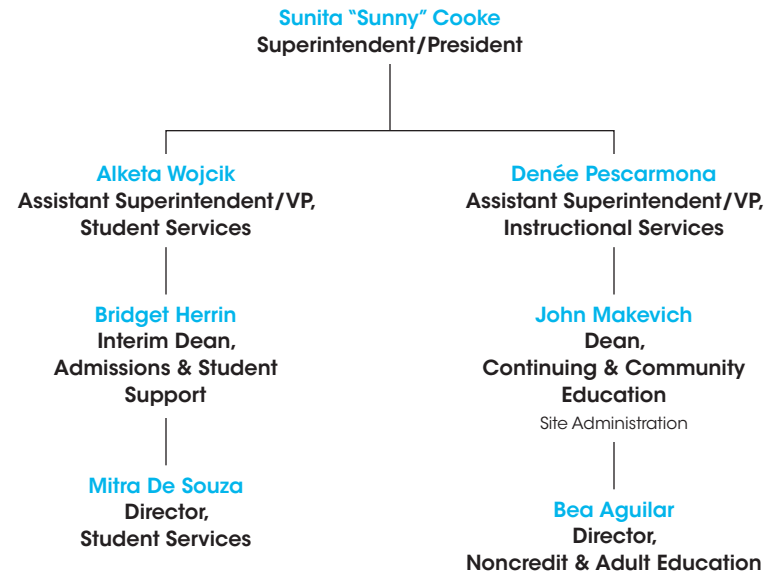 Sunita “Sunny” Cooke
Superintendent/President
Alketa Wojcik
Assistant Superintendent/VP,
Student Services
Denée Pescarmona
Assistant Superintendent/VP,
Instructional Services
Bridget Herrin
Interim Dean,
Admissions & Student
Support
John Makevich
Dean,
Continuing & Community
Education
Site Administration
Mitra De Souza
Director,
Student Services
Bea Aguilar
Director,
Noncredit & Adult Education